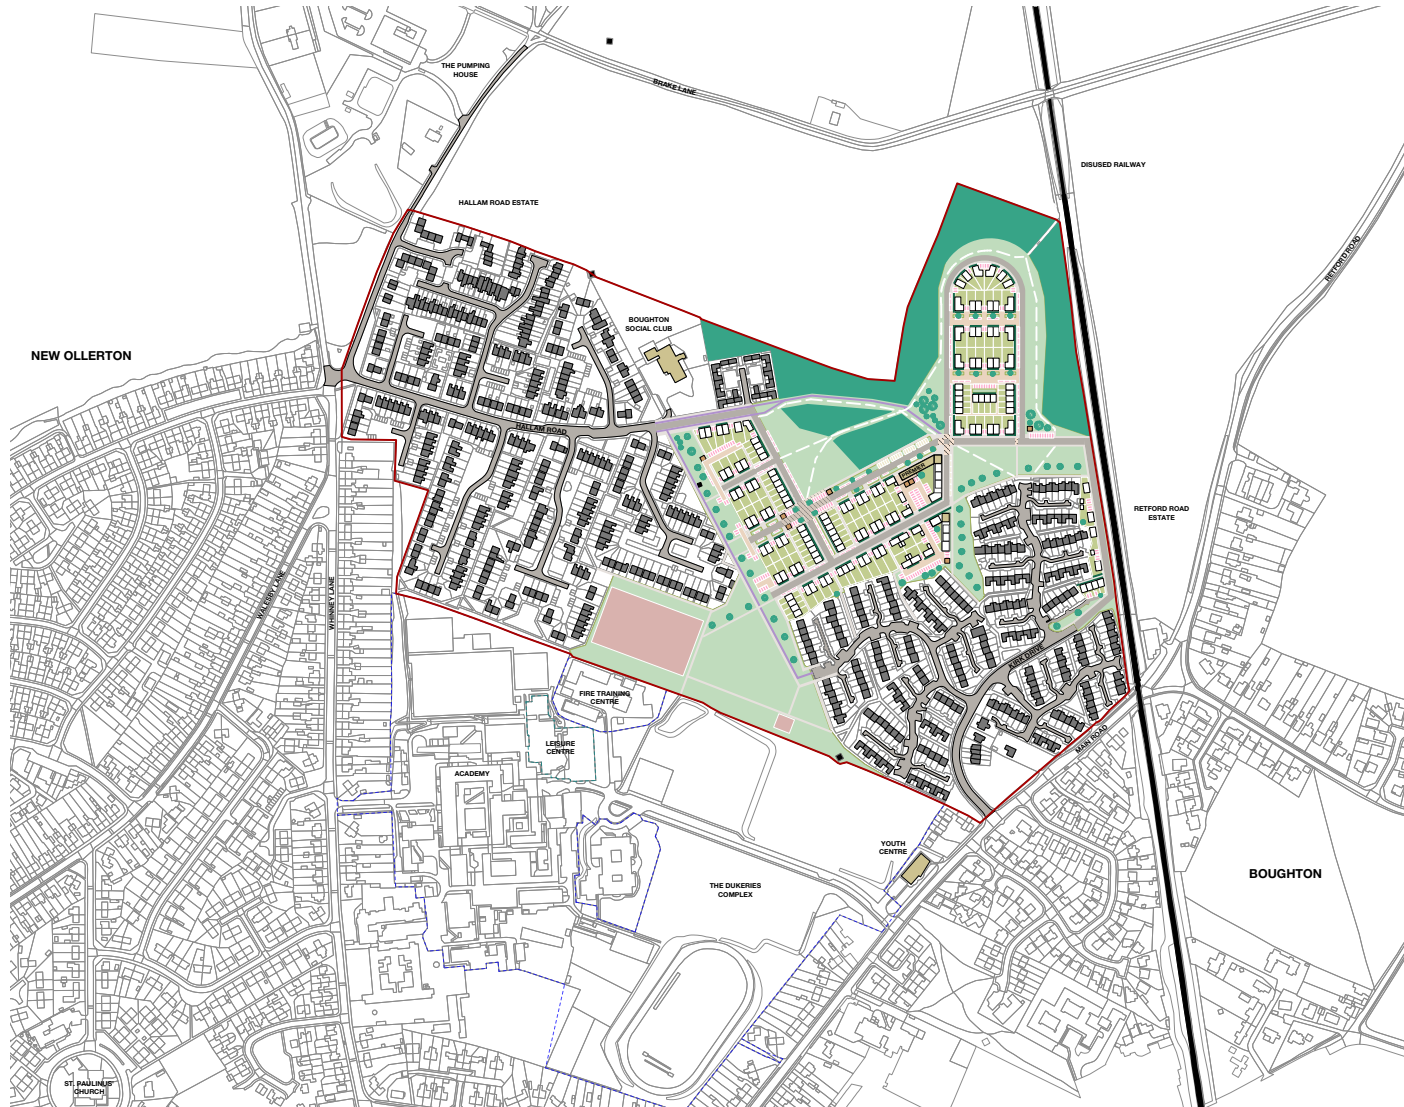 THE PUMPING
HOUSE
BRAKE LANE
DISUSED RAILWAY
HALLAM ROAD ESTATE
RETFORD ROAD
BOUGHTON
SOCIAL CLUB
NEW OLLERTON
HALLAM ROAD
PREMIER
RETFORD ROAD
ESTATE
WALESBY LANE
WHINNEY LANE
KIRK DRIVE
FIRE TRAINING
CENTRE
LEISURE
CENTRE
MAIN ROAD
ACADEMY
YOUTH
CENTRE
BOUGHTON
THE DUKERIES
COMPLEX
ST. PAULINUS'
CHURCH